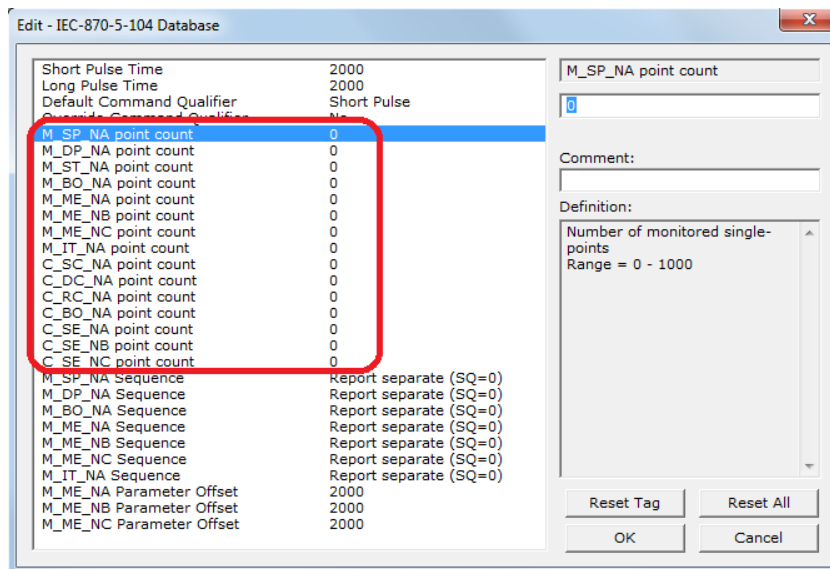 Edit - IEC-870-5-104 Database
x
Short Pulse Time 2000
Long Pulse Time 2000
Default Command Qualifier Short Pulse
Override Command Qualifier No
M_SP_NA point count 0
M_DP_NA point count 0
M_ST_NA point count 0
M_BO_NA point count 0
M_ME_NA point count 0
M_ME_NB point count 0
M_ME_NC point count 0
M_IT_NA point count 0
C_SC_NA point count 0
C_DC_NA point count 0
C_RC_NA point count 0
C_BO_NA point count 0
C_SE_NA point count 0
C_SE_NB point count 0
C_SE_NC point count 0
M_SP_NA Sequence Report separate (SQ=0)
M_DP_NA Sequence Report separate (SQ=0)
M_BO_NA Sequence Report separate (SQ=0)
M_ME_NA Sequence Report separate (SQ=0)
M_ME_NB Sequence Report separate (SQ=0)
M_ME_NC Sequence Report separate (SQ=0)
M_IT_NA Sequence Report separate (SQ=0)
M_ME_NA Parameter Offset 2000
M_ME_NB Parameter Offset 2000
M_ME_NC Parameter Offset 2000
M_SP_NA point count
0
Comment:
Definition:
Number of monitored single-
points
Range = 0 - 1000
Reset Tag Reset All
OK Cancel